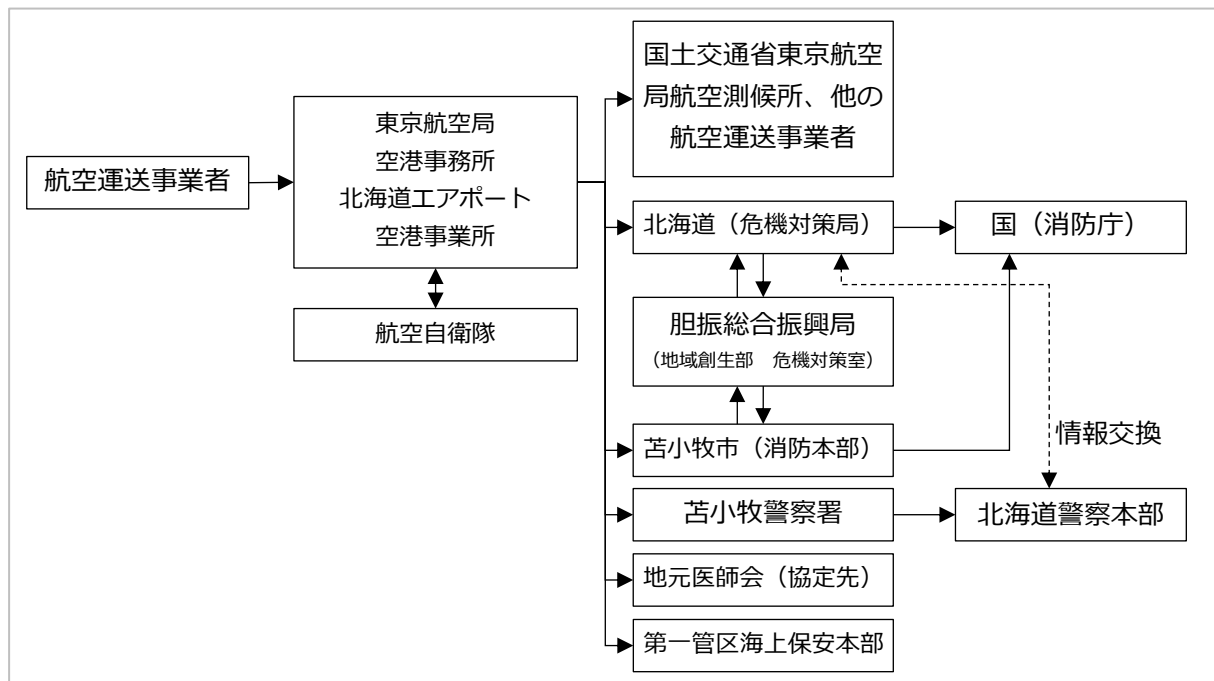 航空運送事業者
東京航空局
空港事務所
北海道エアポート
空港事業所
航空自衛隊
国土交通省東京航空
局航空測候所、他の
航空運送事業者
北海道（危機対策局）
国（消防庁）
胆振総合振興局
（地域創生部　危機対策室）
苫小牧市（消防本部）
情報交換
苫小牧警察署
北海道警察本部
地元医師会（協定先）
第一管区海上保安本部